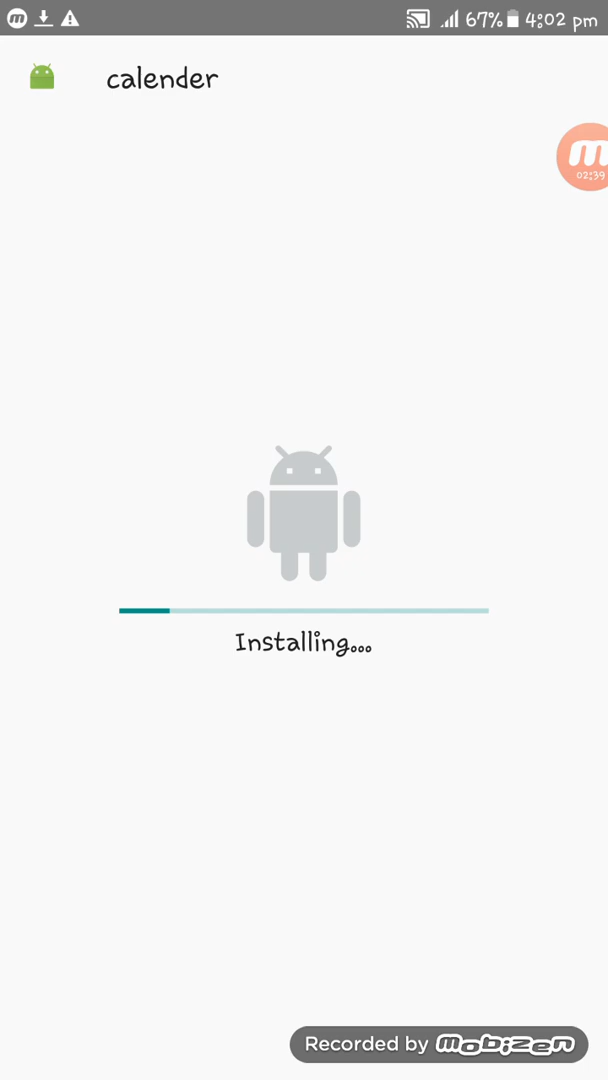 67% 4:02 pm
calender
m
02:39
Installing...
Recorded by mobizen